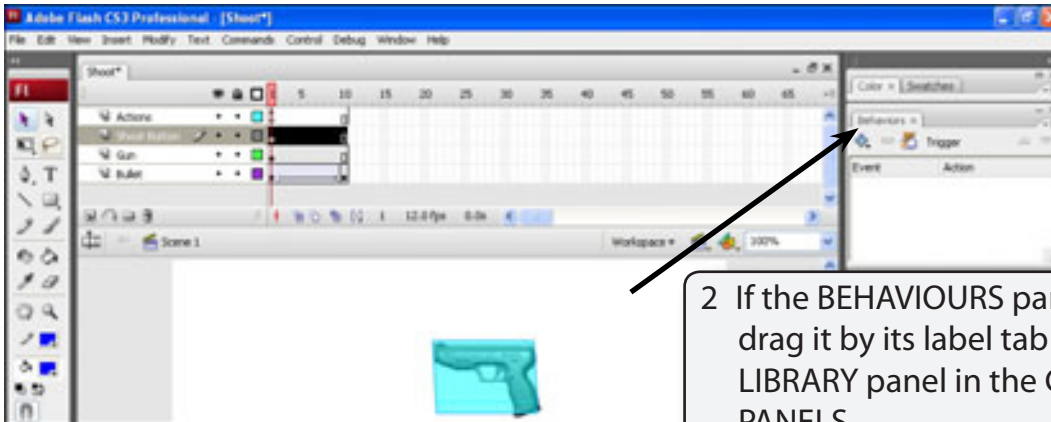 Adobe Flash CS3 Professional - [Shoot*]
File Edit View Insert Modify Text Commands Control Debug Window Help
Shoot*
Fl
5 10 15 20 25 30 35 40 45 50 55 60 65
Color × Swatches
Actions
Behaviors ×
Shoot Button
Trigger
Gun
Event Action
Bullet
1 12.0 fps 0.0s
Scene 1 Workspace 100%
2 If the BEHAVIOURS pa
drag it by its label tab
LIBRARY panel in the
PANELS